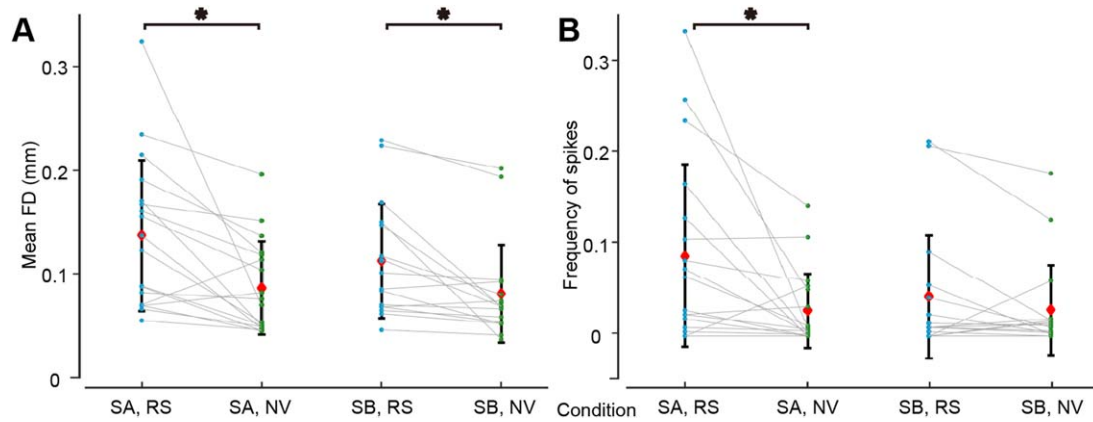 A
*
*
Mean FD (mm)
0.3
0.2
0.1
0
SA, RS
SA, NV
SB, RS
SB, NV
B
*
Frequency of spikes
0.3
0.2
0.1
0
Condition
SA, RS
SA, NV
SB, RS
SB, NV